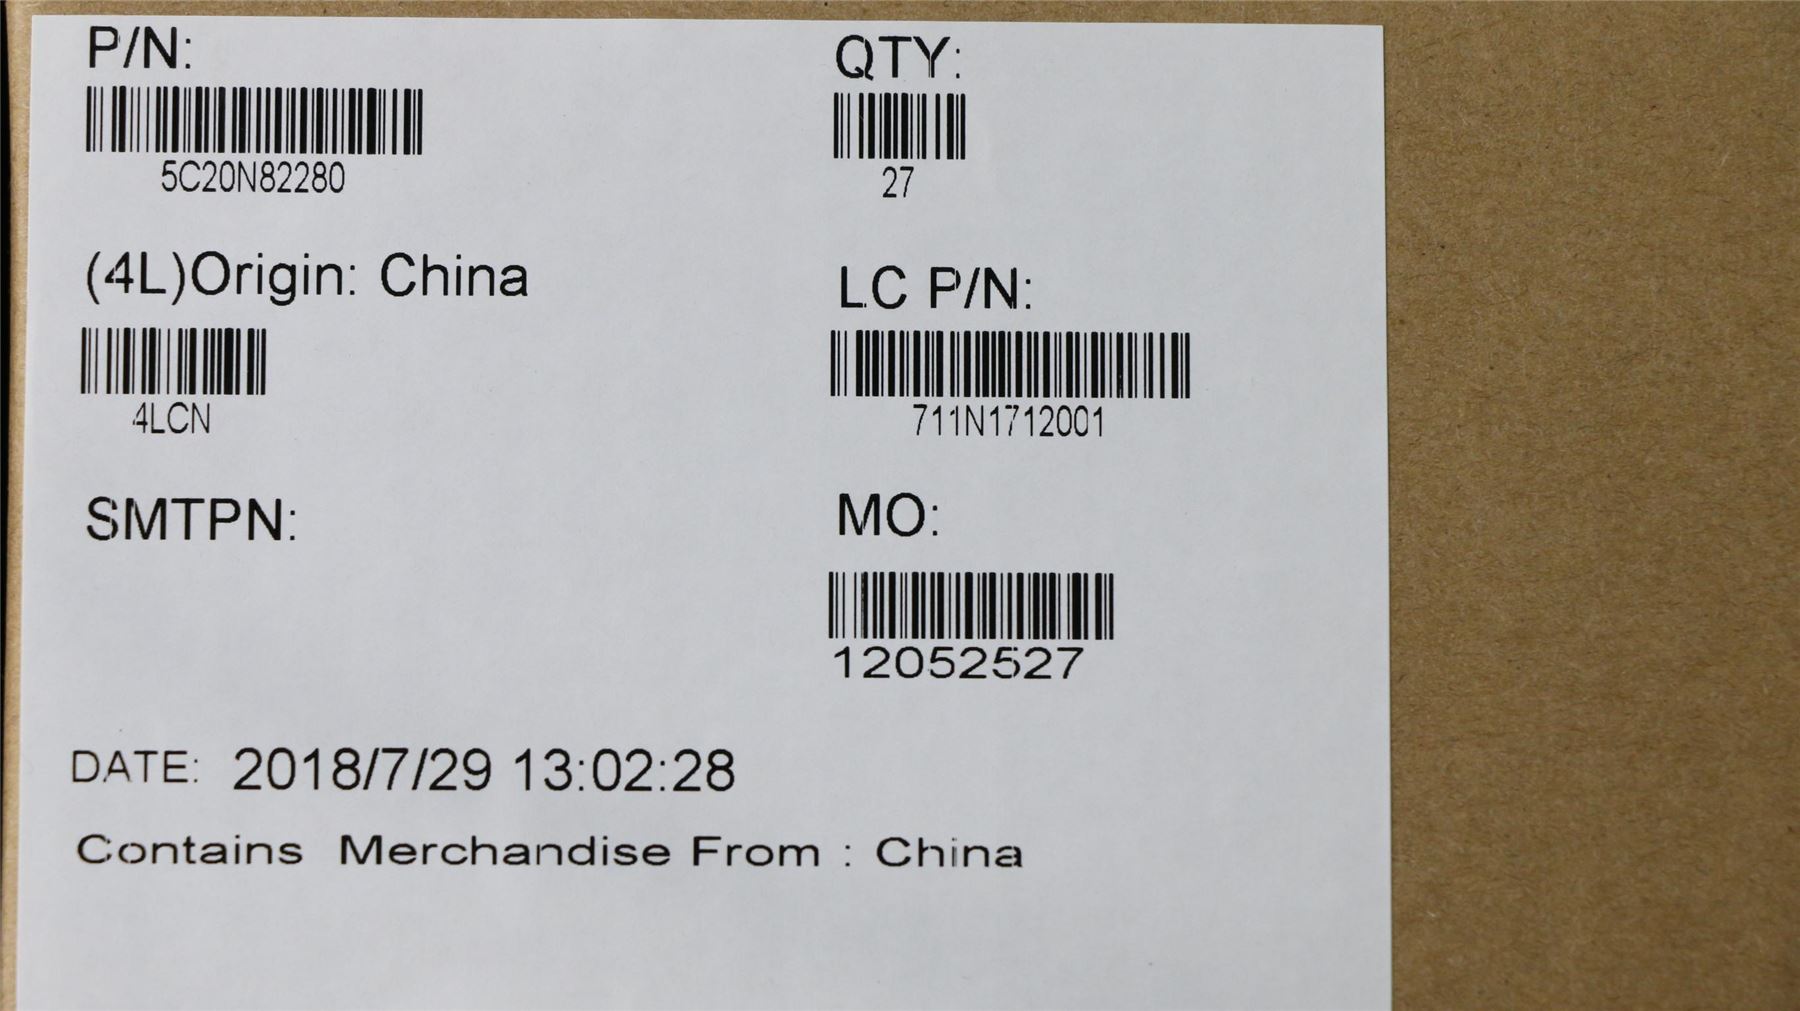 P/N:
5C20N82280
QTY:
27
(4L)Origin: China
4LCN
LC P/N:
711N1712001
SMTPN:
MO:
12052527
DATE: 2018/7/29 13:02:28
Contains Merchandise From : China